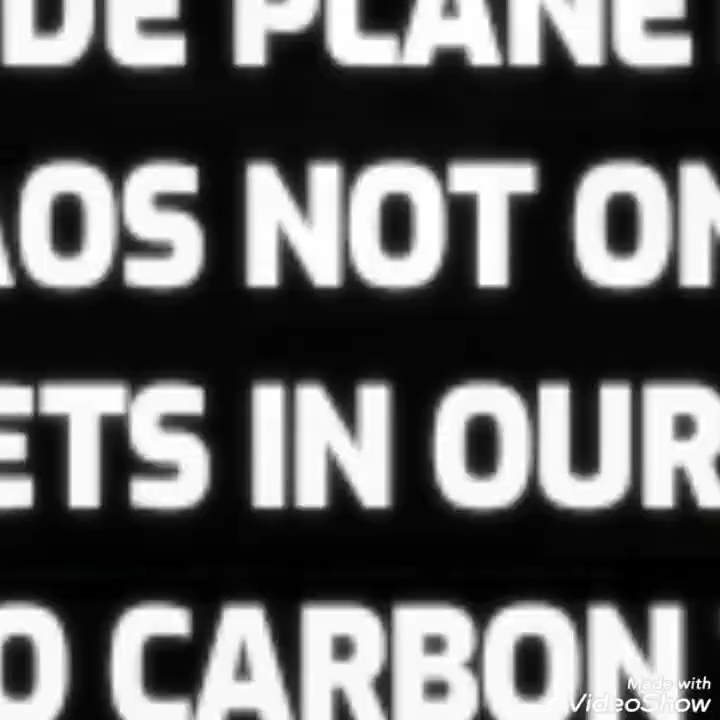 DE PLANE
AOS NOT ON
ETS IN OUR
O CARBON
Made with
VideoShow